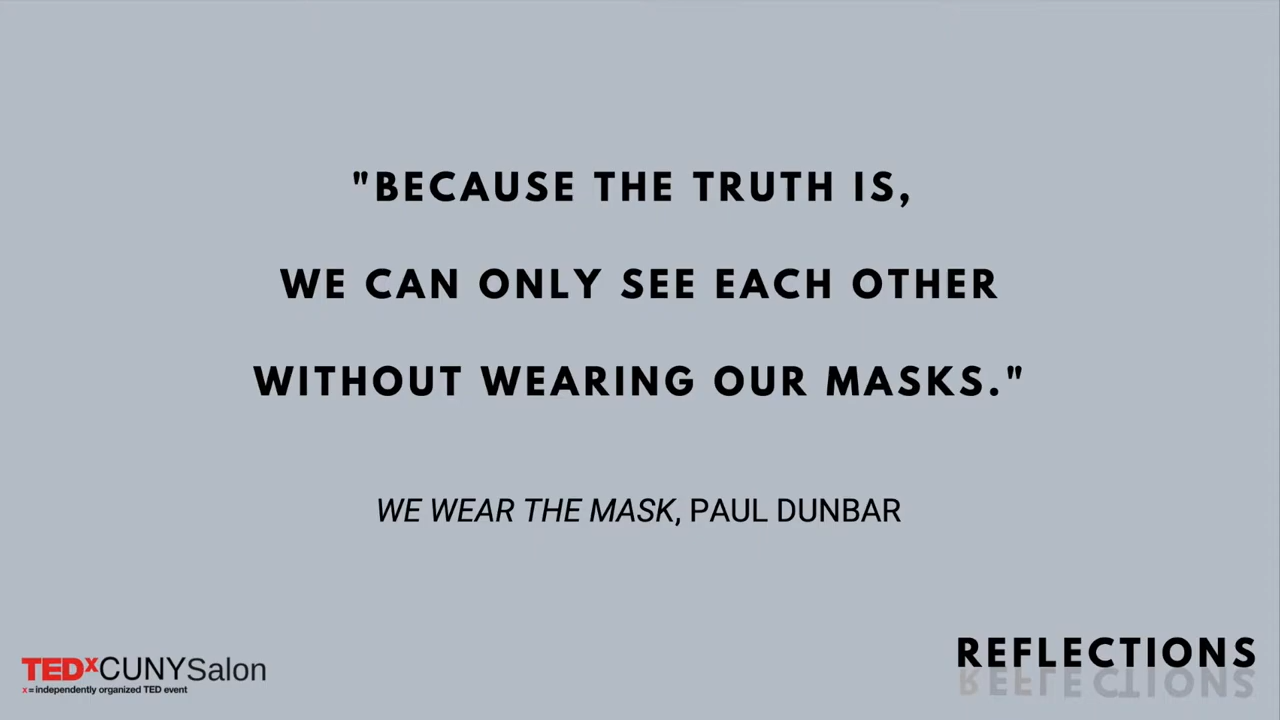 "BECAUSE THE TRUTH IS,
WE CAN ONLY SEE EACH OTHER
WITHOUT WEARING OUR MASKS."
WE WEAR THE MASK, PAUL DUNBAR
TEDxCUNYSalon
x = independently organized TED event
REFLECTIONS
REFLECTIONS